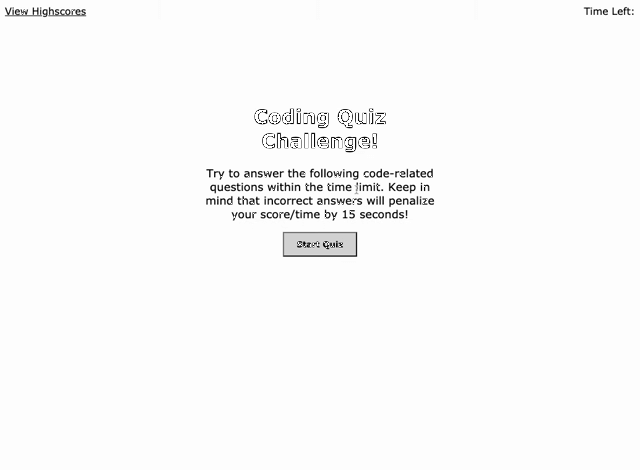 View Highscores
Time Left:
Coding Quiz
Challenge!
Try to answer the following code-related
questions within the time limit. Keep in
mind that incorrect answers will penalize
your score/time by 15 seconds!
Start Quiz